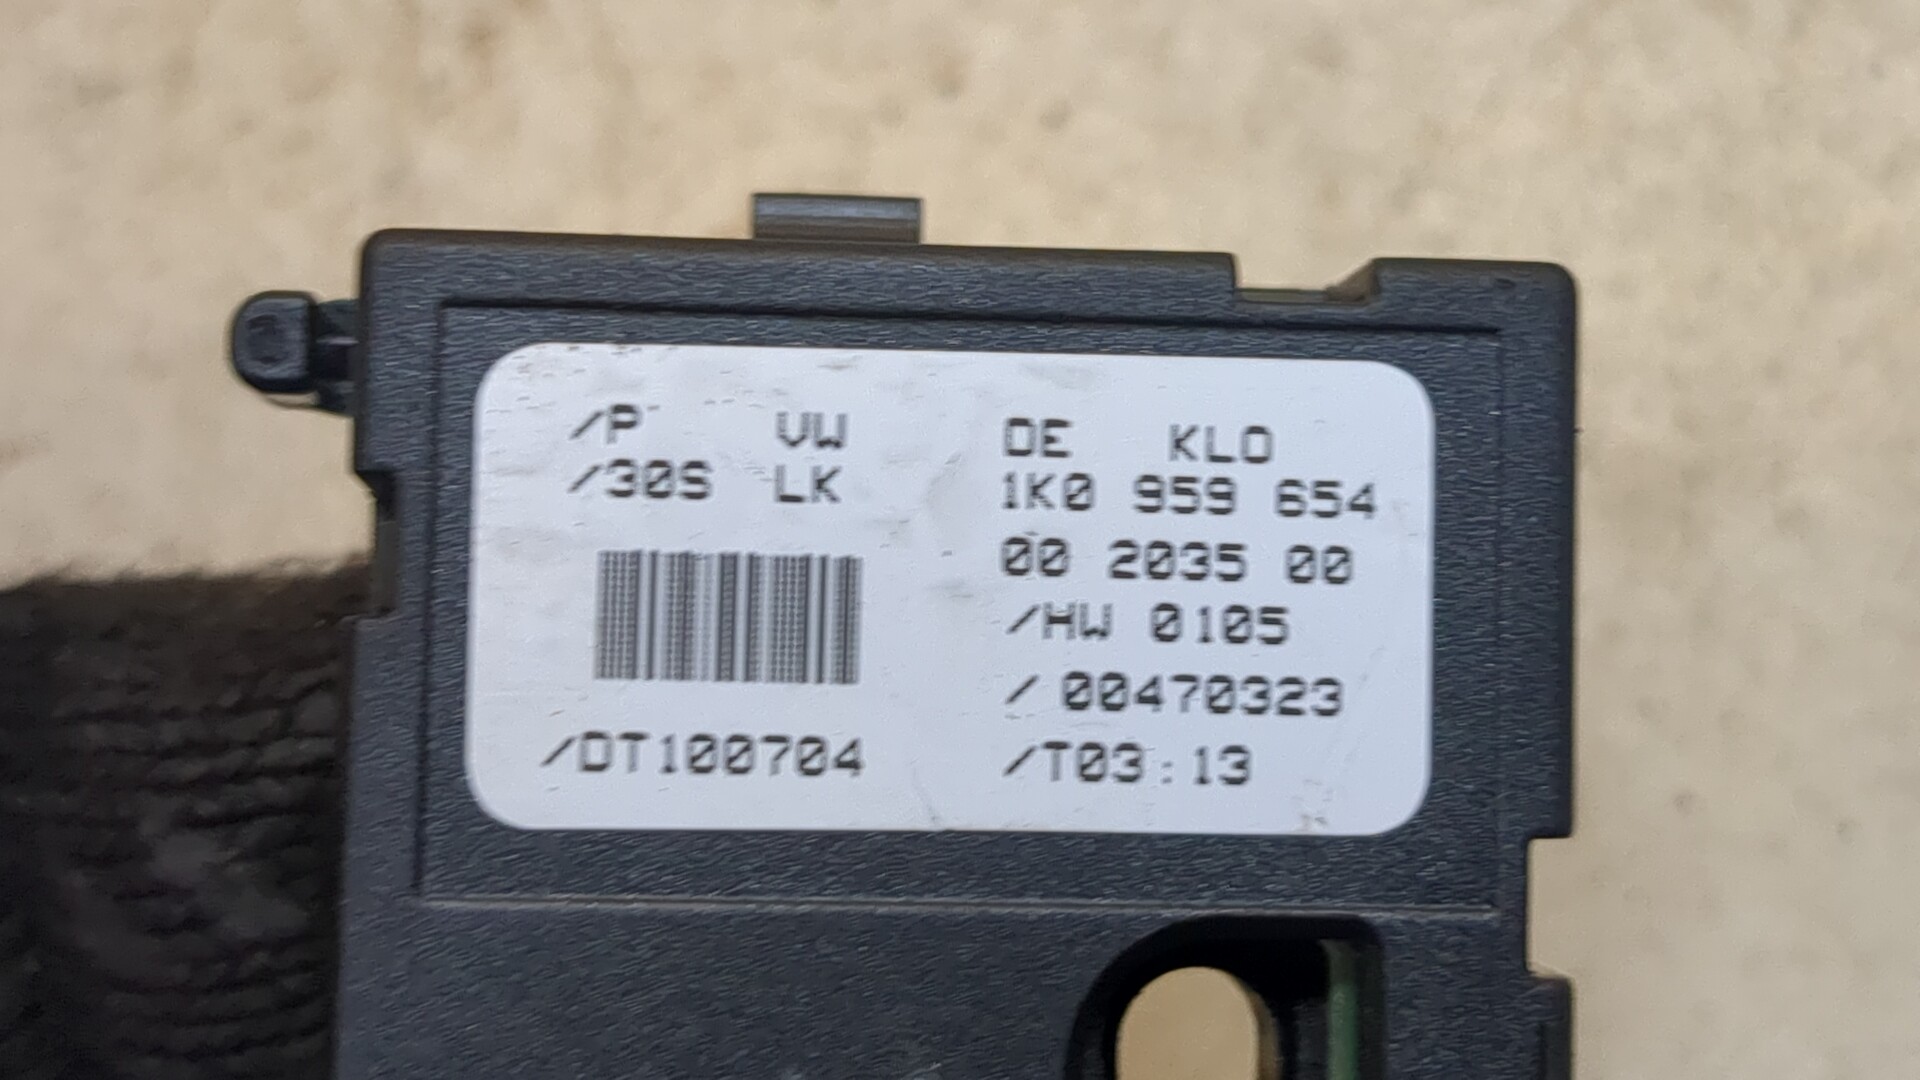 /P VW DE KLO
/30S LK 1K0 959 654
00 2035 00
/HW 0105
/ 00470323
/DT100704 /T03:13